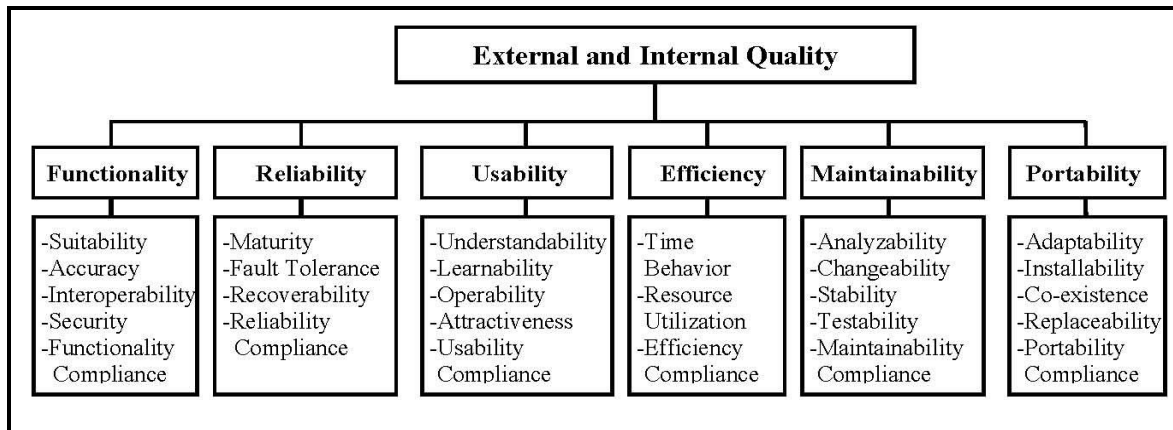 External and Internal Quality
Functionality
-Suitability
-Accuracy
-Interoperability
-Security
-Functionality
Compliance
Reliability
-Maturity
-Fault Tolerance
-Recoverability
-Reliability
Compliance
Usability
-Understandability
-Learnability
-Operability
-Attractiveness
-Usability
Compliance
Efficiency
-Time
Behavior
-Resource
Utilization
-Efficiency
Compliance
Maintainability
-Analyzability
-Changeability
-Stability
-Testability
-Maintainability
Compliance
Portability
-Adaptability
-Installability
-Co-existence
-Replaceability
-Portability
Compliance